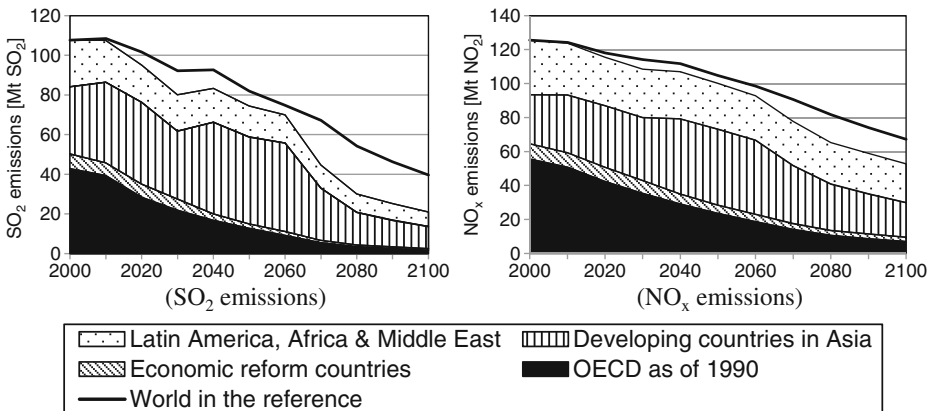 SO₂ emissions [Mt SO₂]
120
100
80
60
40
20
0
2000 2020 2040 2060 2080 2100
(SO₂ emissions)
NOₓ emissions [Mt NO₂]
140
120
100
80
60
40
20
0
2000 2020 2040 2060 2080 2100
(NOₓ emissions)
Latin America, Africa & Middle East
Developing countries in Asia
Economic reform countries
OECD as of 1990
World in the reference